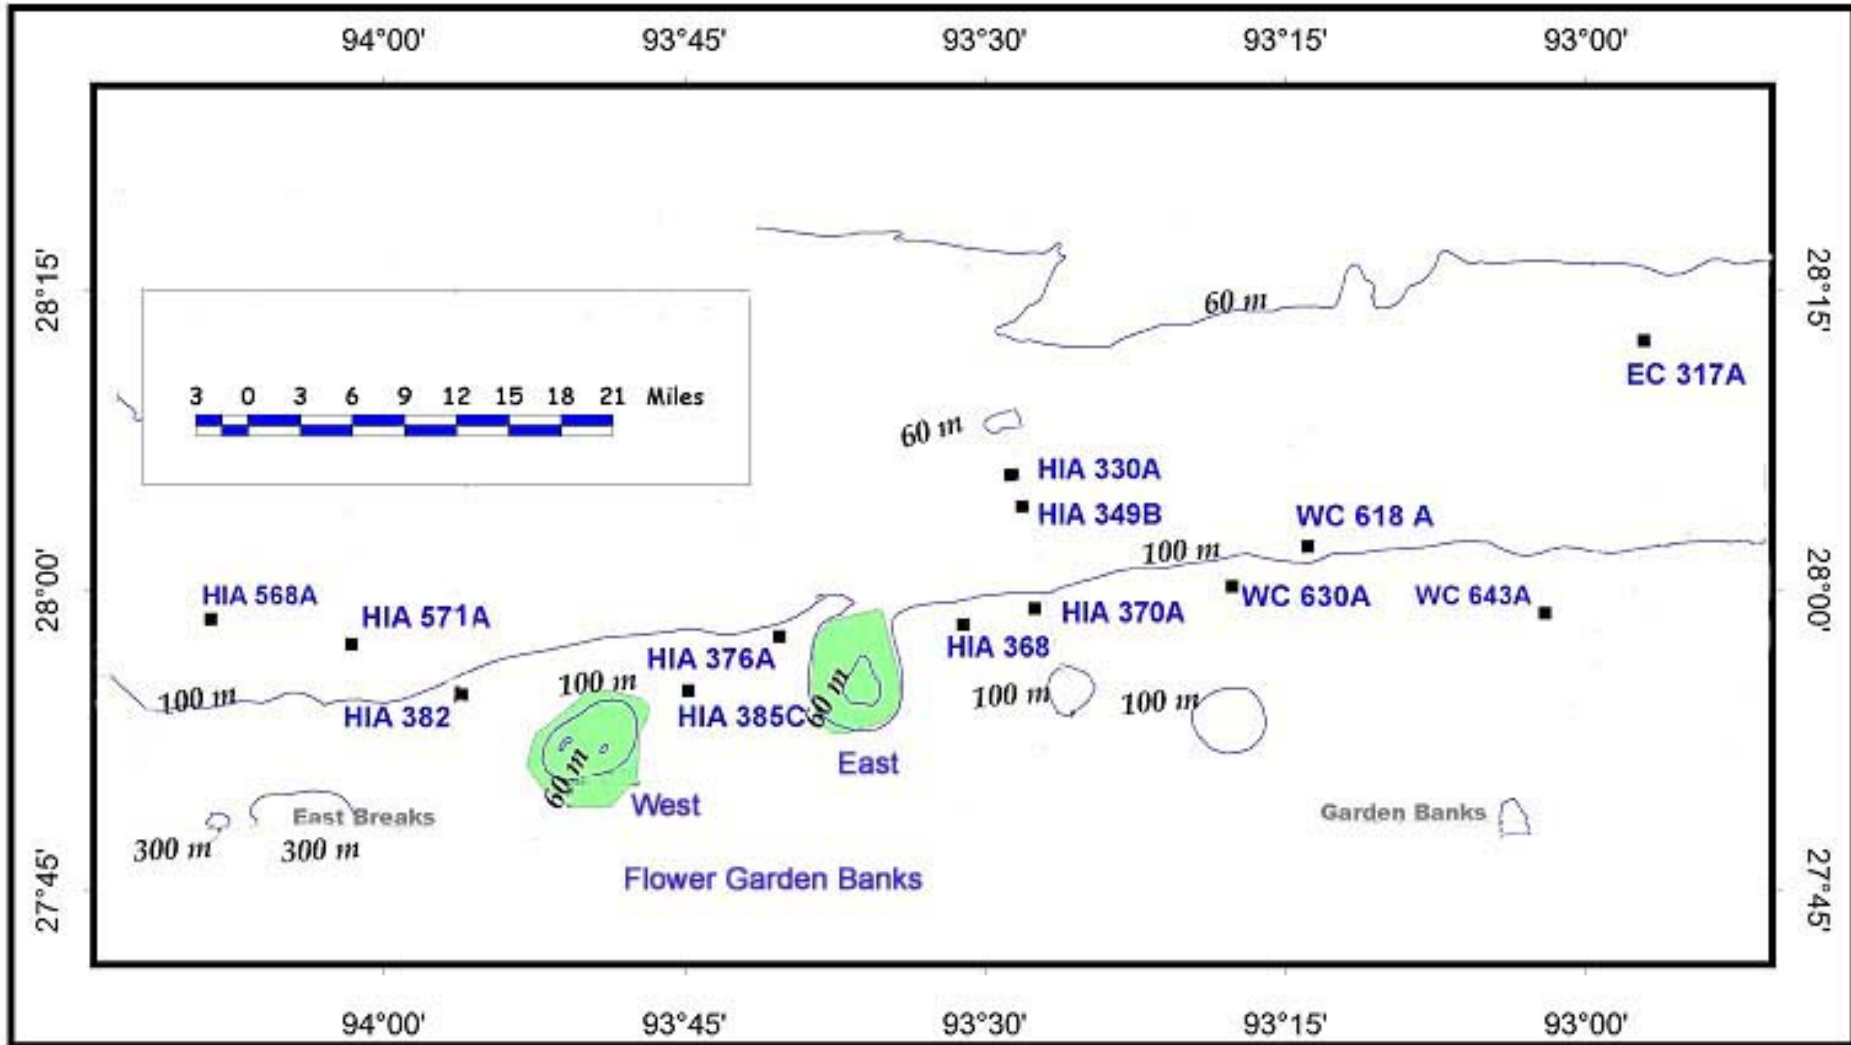 94°00' 93°45' 93°30' 93°15' 93°00'
28°15'
28°15'
60 m
EC 317A
3 0 3 6 9 12 15 18 21 Miles
60 m
HIA 330A
HIA 349B
WC 618 A
100 m
28°00'
28°00'
HIA 568A
HIA 571A
HIA 370A
WC 630A
WC 643A
HIA 376A
HIA 368
100 m
100 m
60 m
100 m
100 m
HIA 382
HIA 385C
East
60 m
West
East Breaks
Garden Banks
300 m
300 m
Flower Garden Banks
27°45'
27°45'
94°00' 93°45' 93°30' 93°15' 93°00'